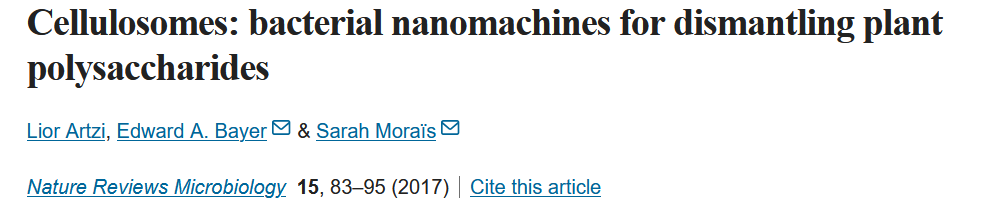 Cellulosomes: bacterial nanomachines for dismantling plant
polysaccharides
Lior Artzi, Edward A. Bayer & Sarah Moraïs
Nature Reviews Microbiology 15, 83–95 (2017) | Cite this article